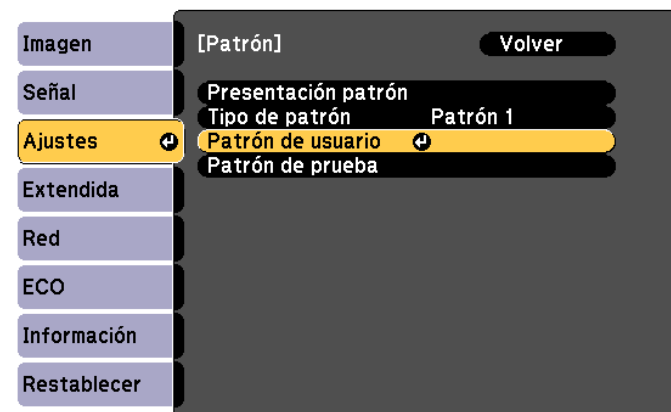 Imagen
Señal
Ajustes
Extendida
Red
ECO
Información
Restablecer
[Patrón] Volver
Presentación patrón
Tipo de patrón Patrón 1
Patrón de usuario
Patrón de prueba